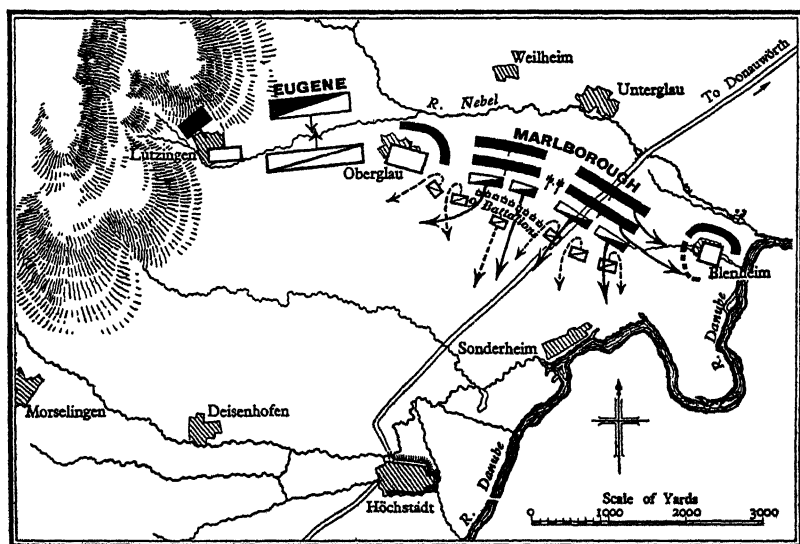 Weilheim
EUGENE
To Donauwörth
Unterglau
R. Nebel
MARLBOROUGH
Lutzingen
Oberglau
9 Battalions
Blenheim
R. Danube
Sonderheim
Morselingen
Deisenhofen
R. Danube
Höchstädt
Scale of Yards
0 1000 2000 3000